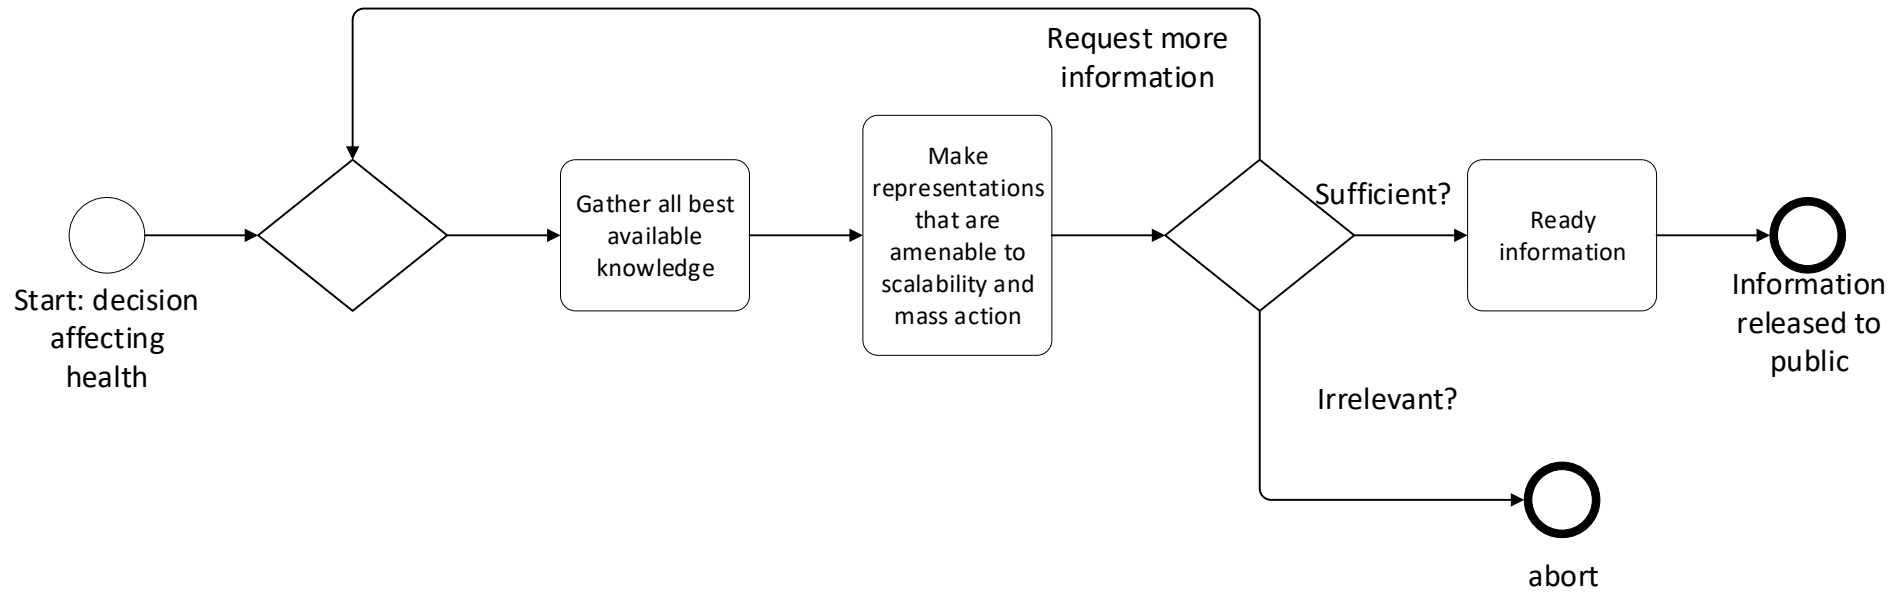 Request more
information
Start: decision
affecting
health
Gather all best
available
knowledge
Make
representations
that are
amenable to
scalability and
mass action
Sufficient?
Ready
information
Information
released to
public
Irrelevant?
abort